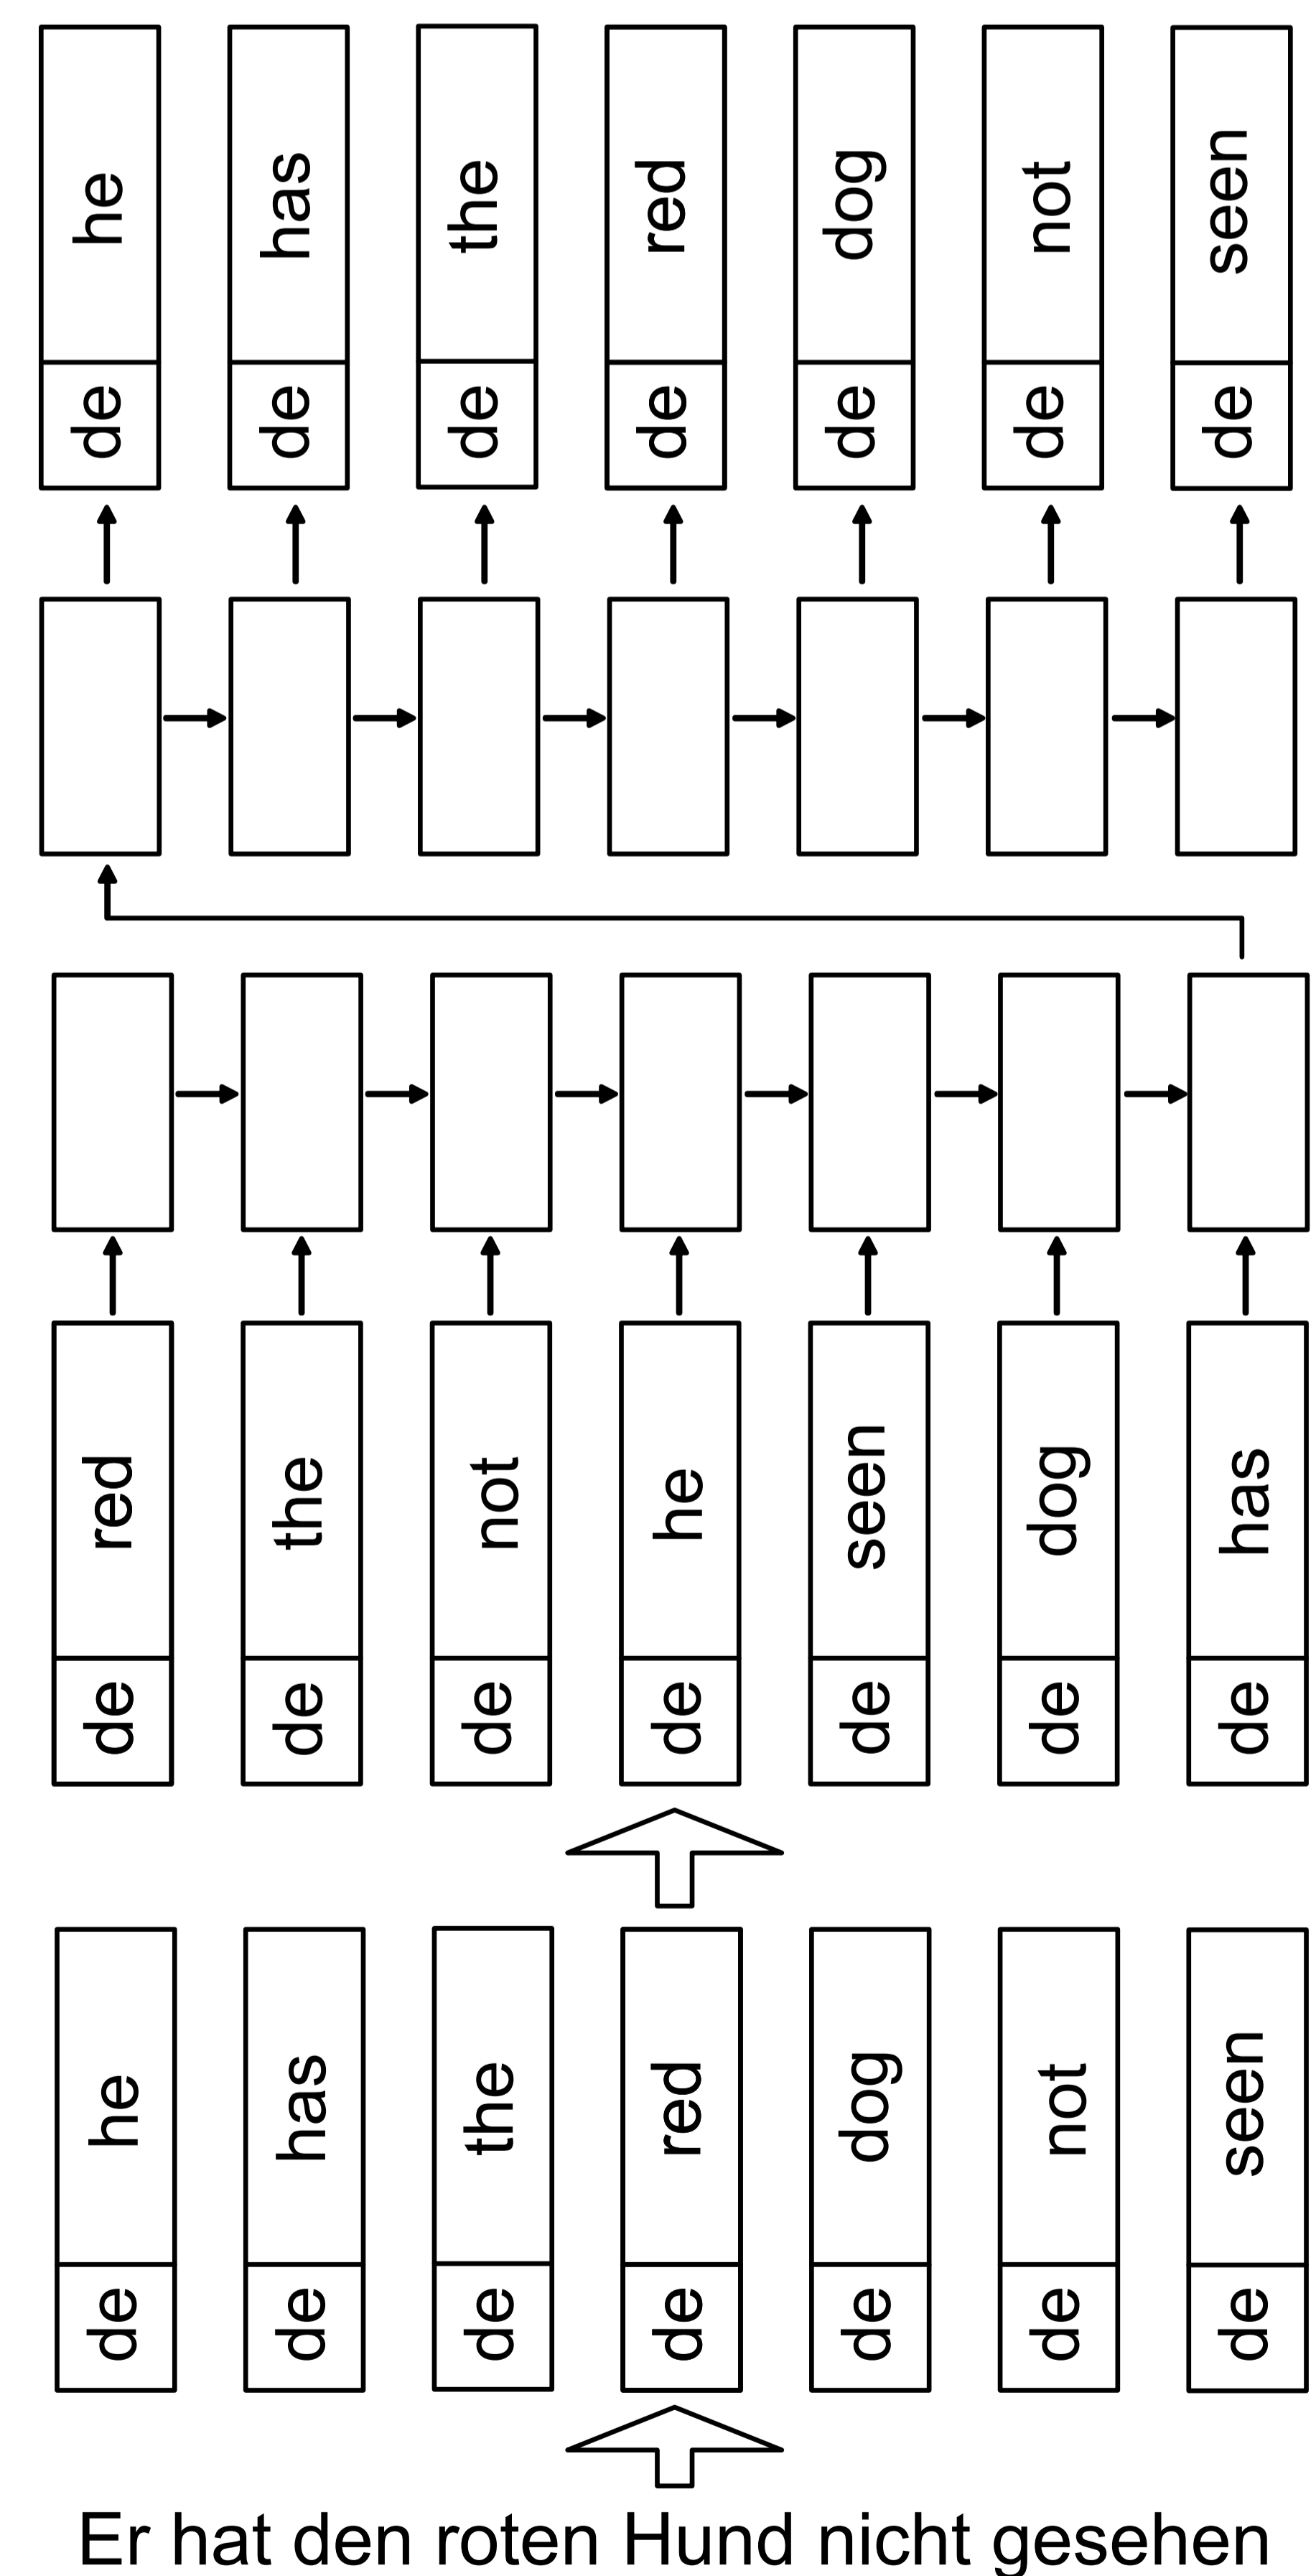 he has the red dog not seen
de de de de de de de
red the not he seen dog has
de de de de de de de
he has the red dog not seen
de de de de de de de
Er hat den roten Hund nicht gesehen